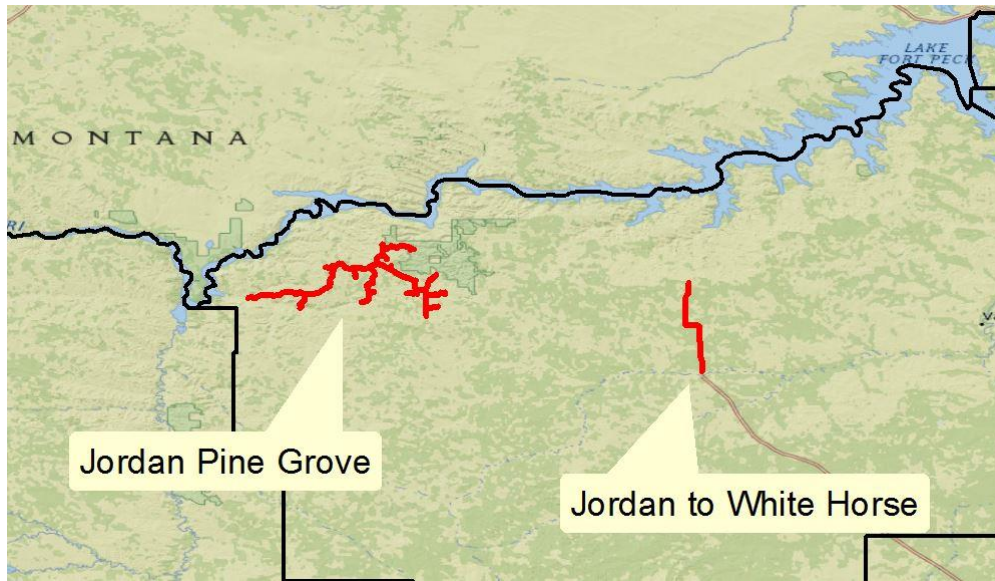 LAKE
FORT PECK
MONTANA
RI
Jordan Pine Grove
Jordan to White Horse